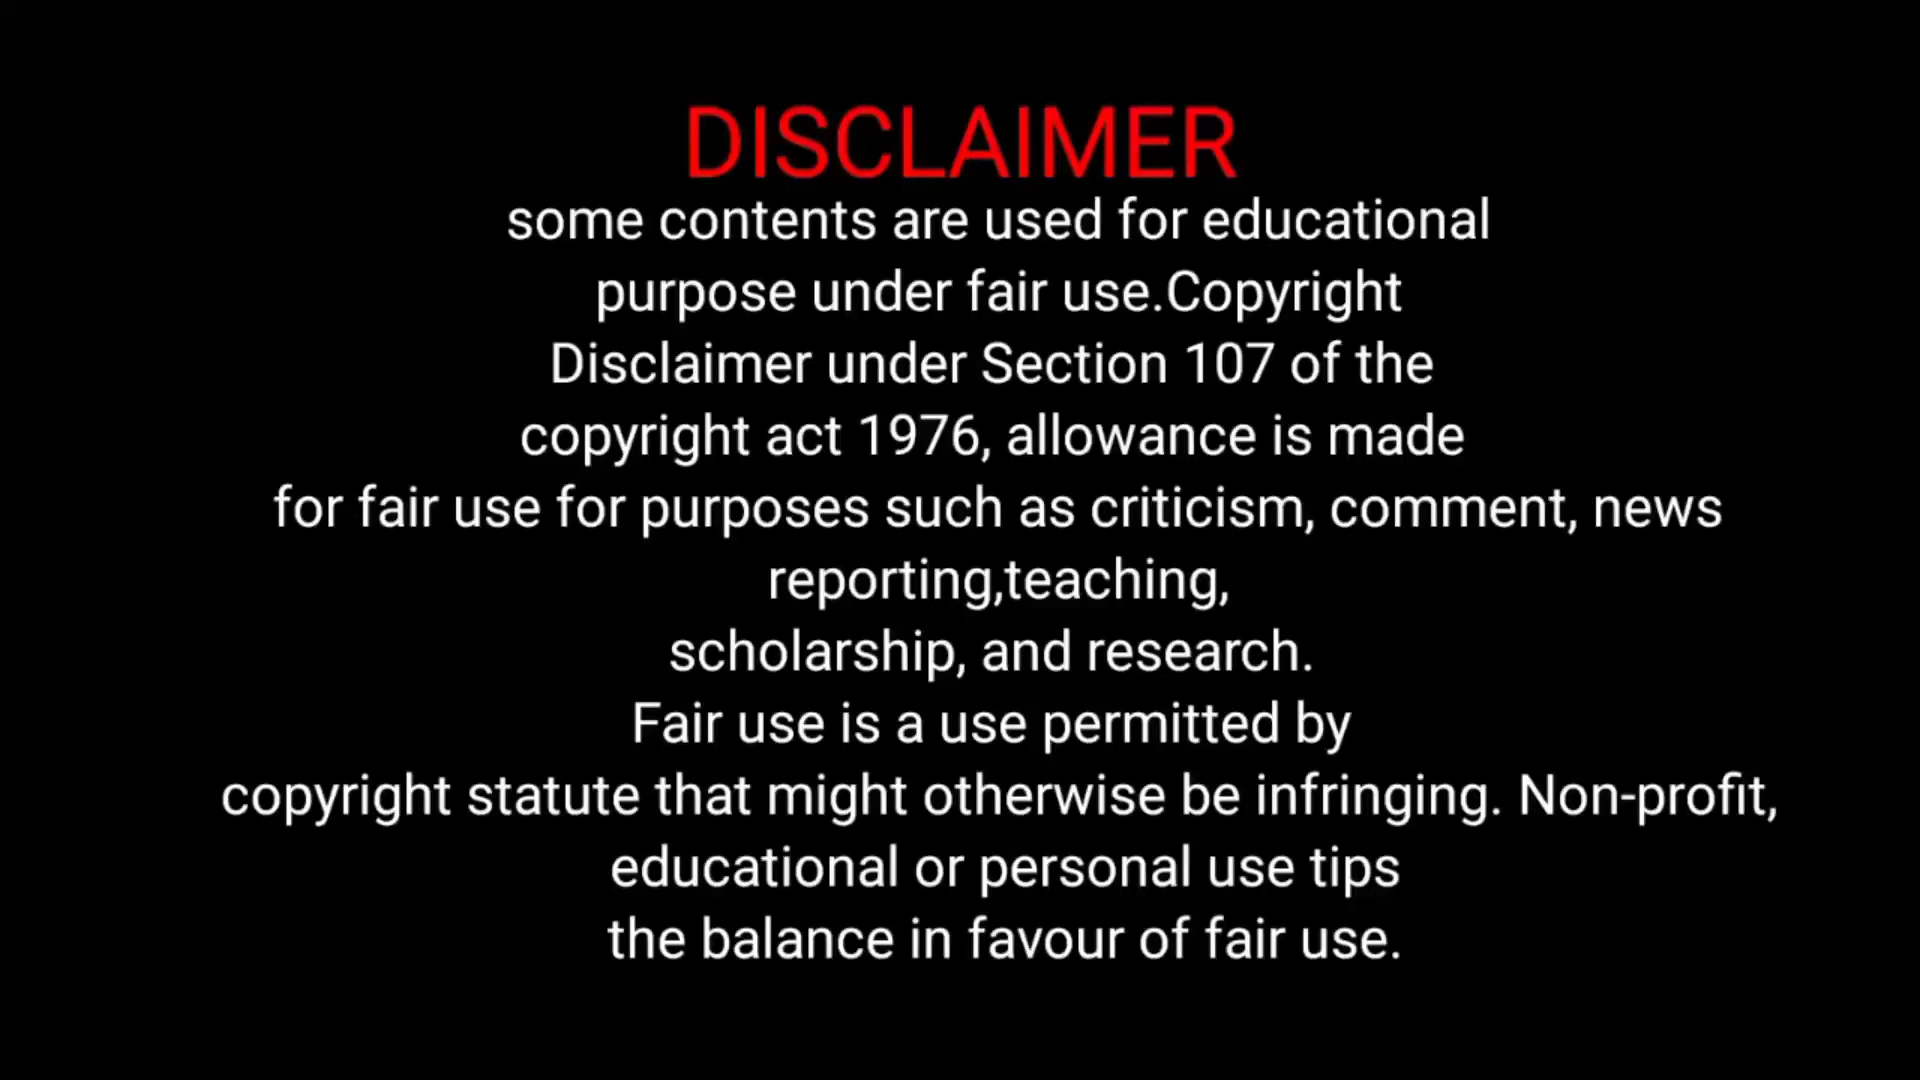 DISCLAIMER
some contents are used for educational
purpose under fair use.Copyright
Disclaimer under Section 107 of the
copyright act 1976, allowance is made
for fair use for purposes such as criticism, comment, news
reporting,teaching,
scholarship, and research.
Fair use is a use permitted by
copyright statute that might otherwise be infringing. Non-profit,
educational or personal use tips
the balance in favour of fair use.